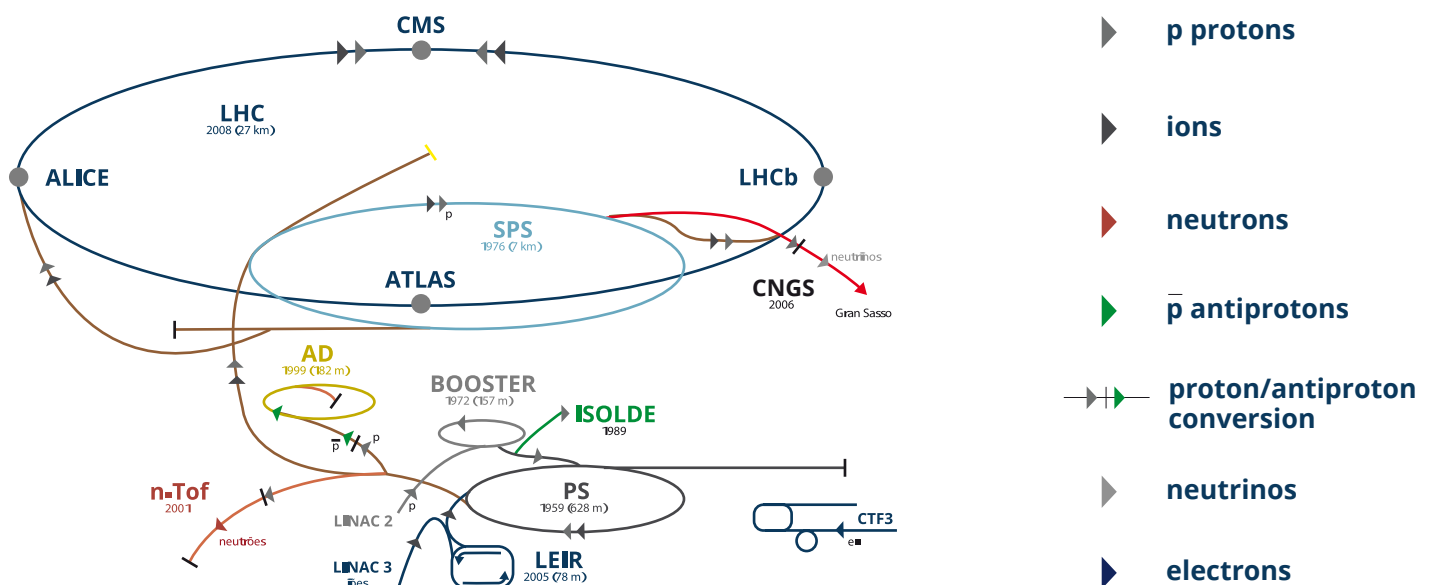 CMS
p protons
LHC
2008 (27 km)
ions
ALICE
LHCb
p
SPS
1976 (7 km)
neutrons
neutrinos
ATLAS
CNGS
2006
Gran Sasso
p antiprotons
AD
1999 (182 m)
BOOSTER
1972 (157 m)
proton/antiproton
conversion
ISOLDE
1989
p
p
n-Tof
2001
PS
1959 (628 m)
neutrinos
p
LINAC 2
CTF3
neutrões
e
LINAC 3
LEIR
2005 (78 m)
electrons